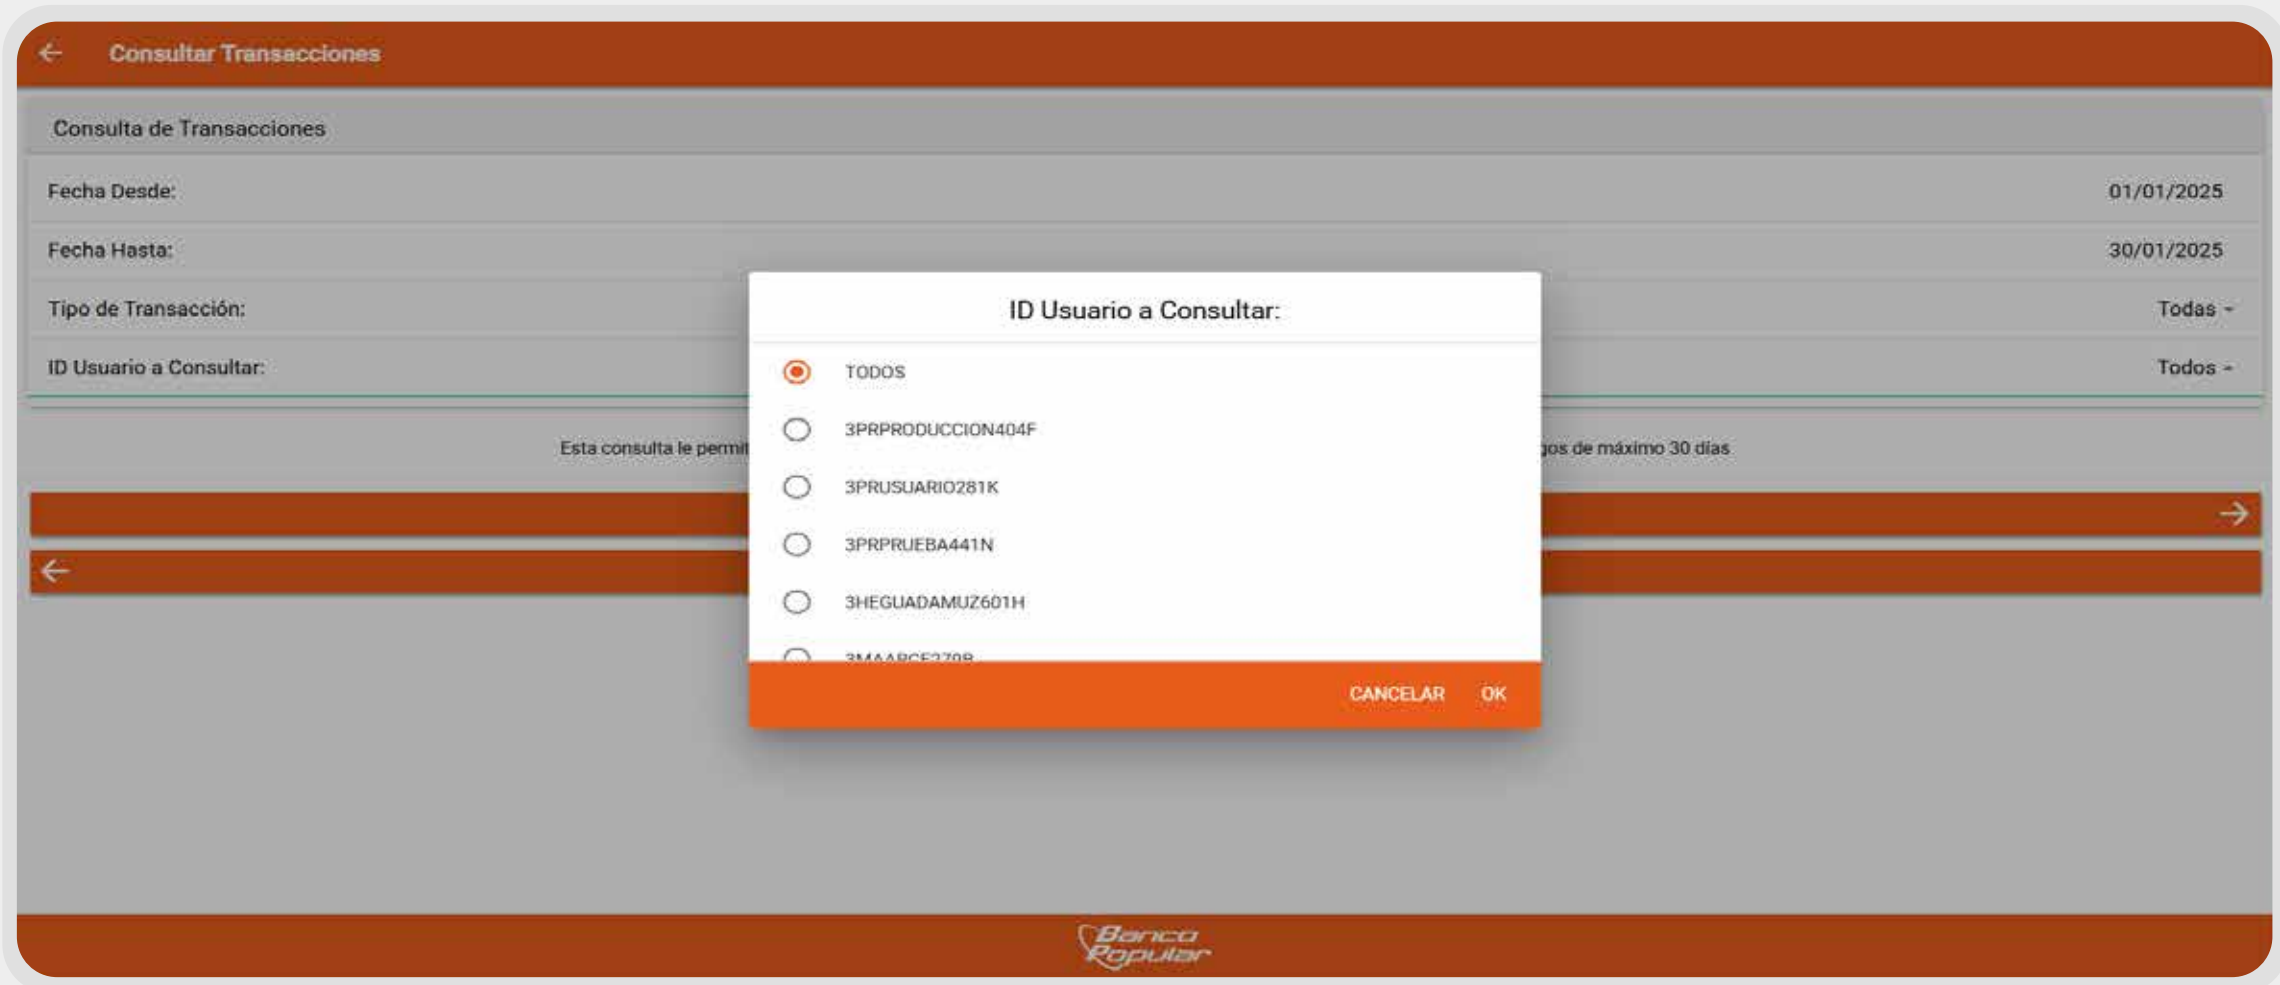 Consultar Transacciones
Consulta de Transacciones
Fecha Desde: 01/01/2025
Fecha Hasta: 30/01/2025
Tipo de Transacción: Todas
ID Usuario a Consultar: Todos
Esta consulta le
de máximo 30 días
ID Usuario a Consultar:
TODOS
3PRPRODUCCION404F
3PRUSUARIO281K
3PRPRUEBA441N
3HEGUADAMUZ601H
CANCELAR OK
Banco
Popular